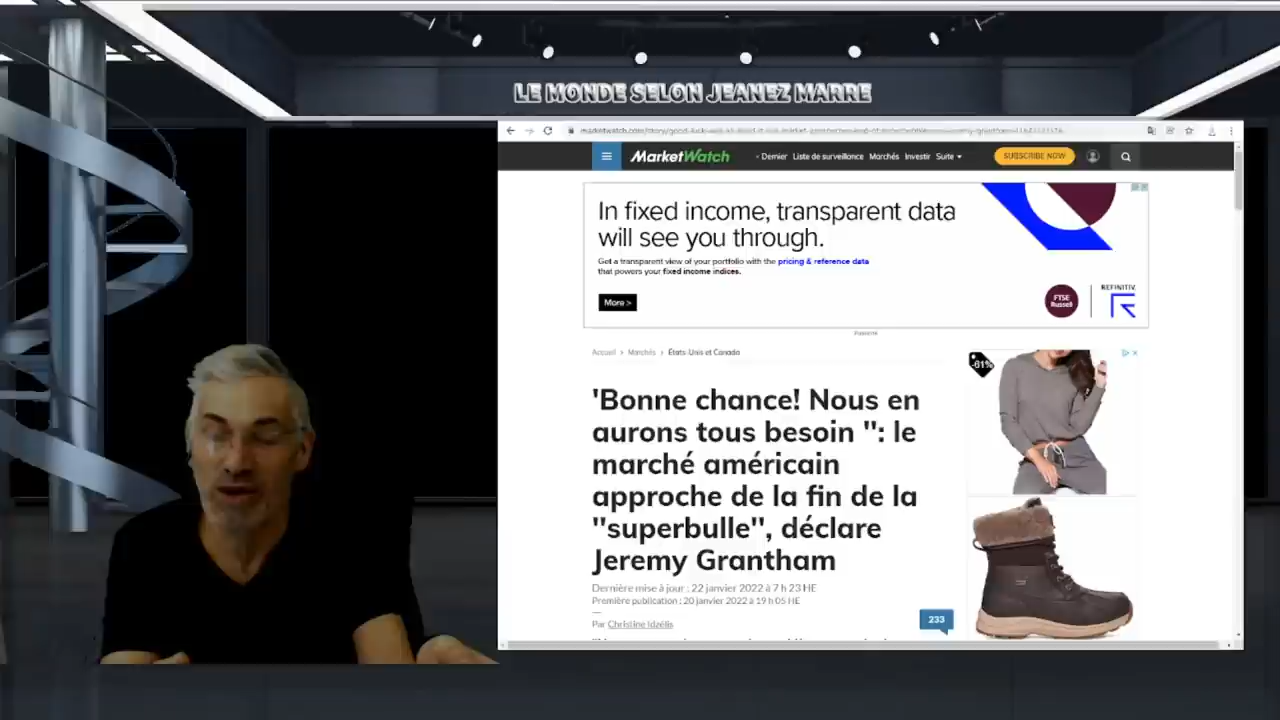 LE MONDE SELON JEANEZ MARRE
MarketWatch
Dernier Liste de surveillance Marchés Investir Suite
SUBSCRIBE NOW
In fixed income, transparent data
will see you through.
Get a transparent view of your portfolio with the pricing & reference data
that powers your fixed income indices.
More >
FTSE
Russell
REFINITIV
Publicité
Accueil > Marchés > États-Unis et Canada
-61%
'Bonne chance! Nous en
aurons tous besoin '': le
marché américain
approche de la fin de la
''superbulle'', déclare
Jeremy Grantham
Dernière mise à jour : 22 janvier 2022 à 7 h 23 HE
Première publication : 20 janvier 2022 à 19 h 05 HE
Par Christine Idzelis
233